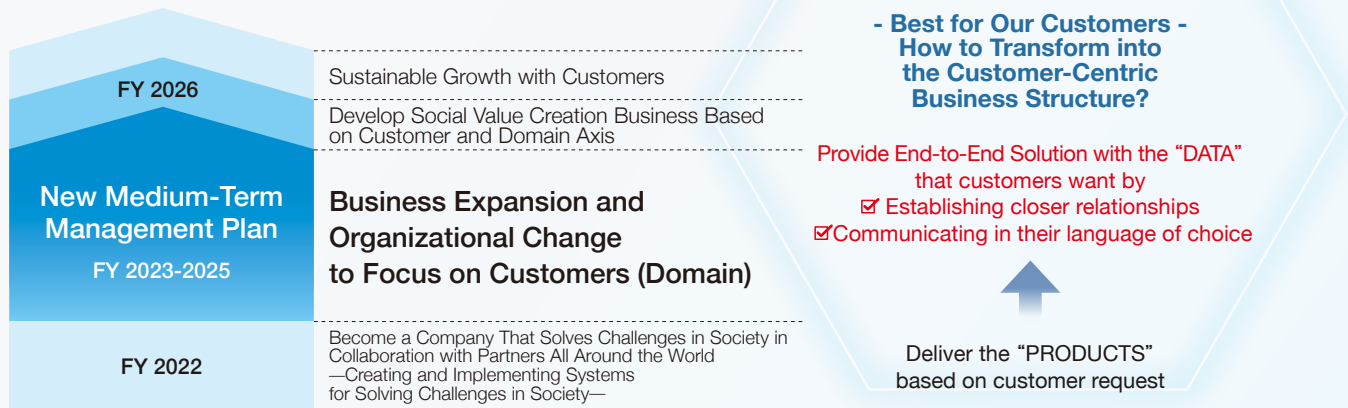 FY 2026
Sustainable Growth with Customers
Develop Social Value Creation Business Based
on Customer and Domain Axis
New Medium-Term
Management Plan
FY 2023-2025
Business Expansion and
Organizational Change
to Focus on Customers (Domain)
FY 2022
Become a Company That Solves Challenges in Society in
Collaboration with Partners All Around the World
—Creating and Implementing Systems
for Solving Challenges in Society—
- Best for Our Customers -
How to Transform into
the Customer-Centric
Business Structure?
Provide End-to-End Solution with the “DATA”
that customers want by
☑ Establishing closer relationships
☑Communicating in their language of choice
Deliver the “PRODUCTS”
based on customer request